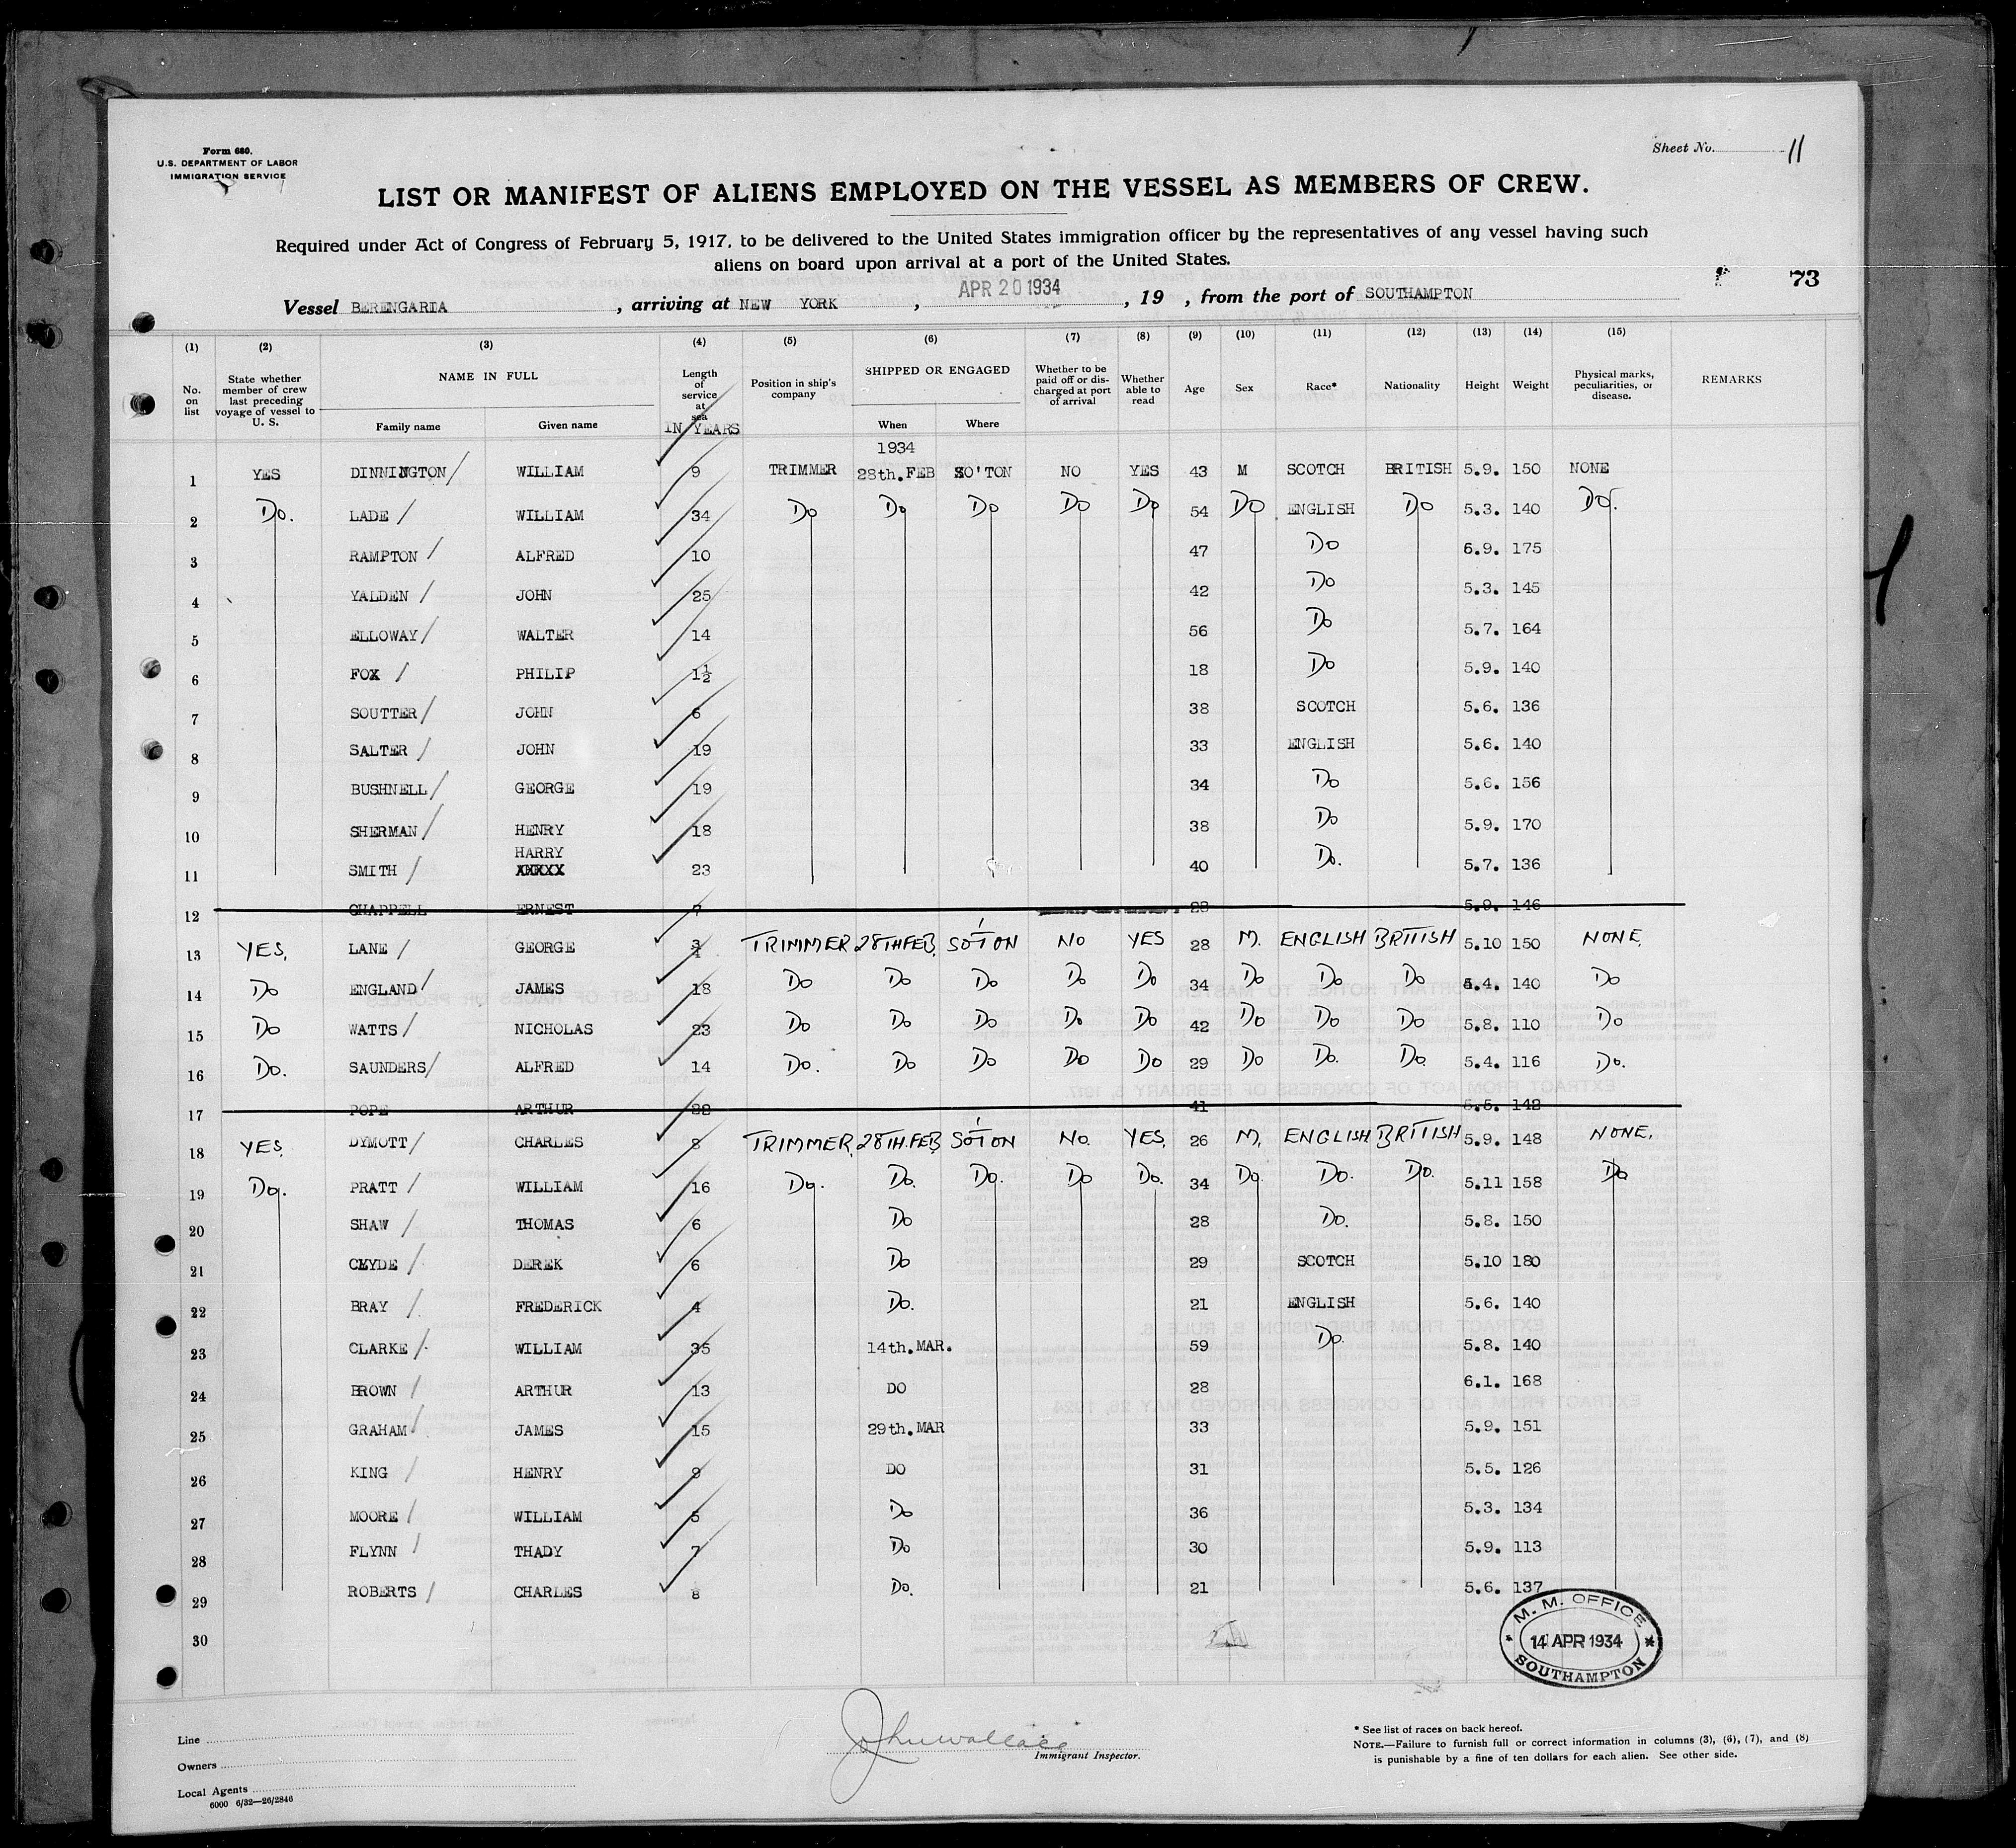 Form 680.
U.S. DEPARTMENT OF LABOR
IMMIGRATION SERVICE
Sheet No. 11
LIST OR MANIFEST OF ALIENS EMPLOYED ON THE VESSEL AS MEMBERS OF CREW.
Required under Act of Congress of February 5, 1917, to be delivered to the United States immigration officer by the representatives of any vessel having such
aliens on board upon arrival at a port of the United States.
73
Vessel BERENGARIA, arriving at NEW YORK, APR 20 1934, 19 , from the port of SOUTHAMPTON
(1) (2) (3) (4) (5) (6) (7) (8) (9) (10) (11) (12) (13) (14) (15)
No. on list
State whether member of crew last preceding voyage of vessel to U. S.
NAME IN FULL
Family name
Given name
Length of service at sea
IN YEARS
Position in ship's company
SHIPPED OR ENGAGED
When
Where
Whether to be paid off or discharged at port of arrival
Whether able to read
Age
Sex
Race*
Nationality
Height
Weight
Physical marks, peculiarities, or disease.
REMARKS
1934
1 YES DINNINGTON WILLIAM 9 TRIMMER 28th.FEB SO'TON NO YES 43 M SCOTCH BRITISH 5.9. 150 NONE
2 Do. LADE WILLIAM 34 Do Do Do Do Do 54 Do ENGLISH Do 5.3. 140 Do.
3 RAMPTON ALFRED 10 47 Do 6.9. 175
4 YALDEN JOHN 25 42 Do 5.3. 145
5 ELLOWAY WALTER 14 56 Do 5.7. 164
6 FOX PHILIP 1½ 18 Do 5.9. 140
7 SOUTTER JOHN 6 38 SCOTCH 5.6. 136
8 SALTER JOHN 19 33 ENGLISH 5.6. 140
9 BUSHNELL GEORGE 19 34 Do 5.6. 156
10 SHERMAN HENRY 18 38 Do 5.9. 170
HARRY
11 SMITH 23 40 Do. 5.7. 136
12 CHAPPELL ERNEST 7 5.9. 146
13 YES, LANE GEORGE ¾ TRIMMER 28TH FEB, SO'TON NO YES 28 M. ENGLISH BRITISH 5.10 150 NONE,
14 Do ENGLAND JAMES 18 Do Do Do Do Do 34 Do Do Do 5.4. 140 Do
15 Do WATTS NICHOLAS 23 Do Do Do Do Do 42 Do Do Do 5.8. 110 Do
16 Do. SAUNDERS ALFRED 14 Do. Do Do Do Do 29 Do Do. Do. 5.4. 116 Do.
17 POPE ARTHUR 41 5.5. 142
18 YES, DYMOTT CHARLES 8 TRIMMER, 28TH.FEB, SO'TON NO. YES, 26 M, ENGLISH BRITISH 5.9. 148 NONE,
19 Do. PRATT WILLIAM 16 Do. Do. Do. Do Do. 34 Do. Do. Do. 5.11 158 Do
20 SHAW THOMAS 6 Do 28 Do. 5.8. 150
21 CLYDE DEREK 6 Do 29 SCOTCH 5.10 180
22 BRAY FREDERICK 4 Do. 21 ENGLISH 5.6. 140
23 CLARKE WILLIAM 35 14th.MAR. 59 Do. 5.8. 140
24 BROWN ARTHUR 13 DO 28 6.1. 168
25 GRAHAM JAMES 15 29th.MAR 33 5.9. 151
26 KING HENRY 9 DO 31 5.5. 126
27 MOORE WILLIAM 5 Do 36 5.3. 134
28 FLYNN THADY 7 Do 30 5.9. 113
29 ROBERTS CHARLES 8 Do. 21 5.6. 137
30
M. M. OFFICE
14 APR 1934
SOUTHAMPTON
Line
Owners
Local Agents
6000 6/32—26/2846
John Wallace
Immigrant Inspector.
* See list of races on back hereof.
NOTE.—Failure to furnish full or correct information in columns (3), (6), (7), and (8)
is punishable by a fine of ten dollars for each alien. See other side.